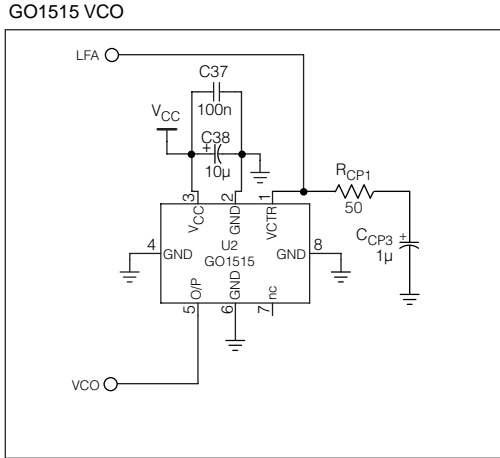 GO1515 VCO
LFA
C37
100n
VCC
+
C38
10µ
RCP1
50
3
2
1
VCC
GND
VCTR
CCP3
+
1µ
4
GND
U2
GO1515
GND
8
O/P
GND
nc
5
6
7
VCO